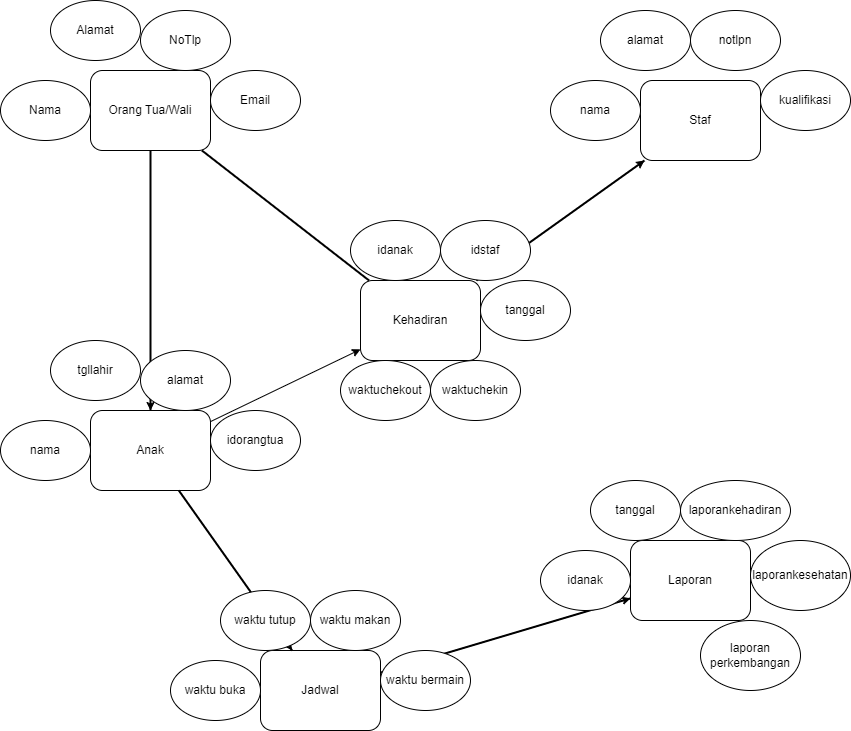 Alamat
NoTlp
Nama
Orang Tua/Wali
Email
alamat
notlpn
nama
Staf
kualifikasi
idanak
idstaf
Kehadiran
tanggal
waktuchekout
waktuchekin
tgllahir
alamat
nama
Anak
idorangtua
tanggal
laporankehadiran
idanak
Laporan
laporankesehatan
laporan
perkembangan
waktu tutup
waktu makan
waktu buka
Jadwal
waktu bermain